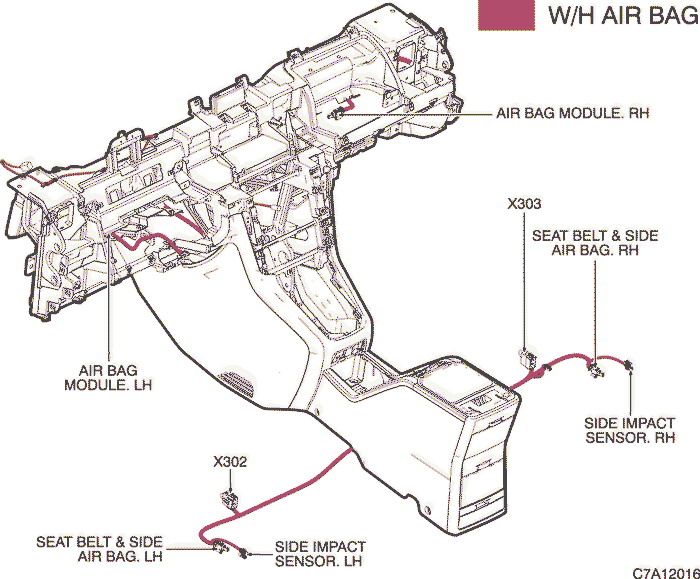 W/H AIR BAG
AIR BAG MODULE. RH
X303
SEAT BELT & SIDE
AIR BAG. RH
AIR BAG
MODULE. LH
SIDE IMPACT
SENSOR. RH
X302
SEAT BELT & SIDE
AIR BAG. LH
SIDE IMPACT
SENSOR. LH
C7A12016